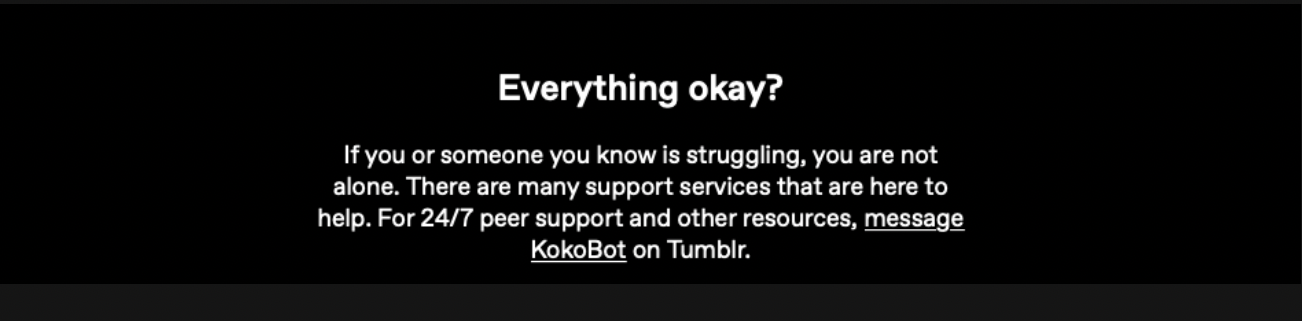 Everything okay?
If you or someone you know is struggling, you are not
alone. There are many support services that are here to
help. For 24/7 peer support and other resources, message
KokoBot on Tumblr.